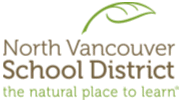 North Vancouver
School District
the natural place to learn®